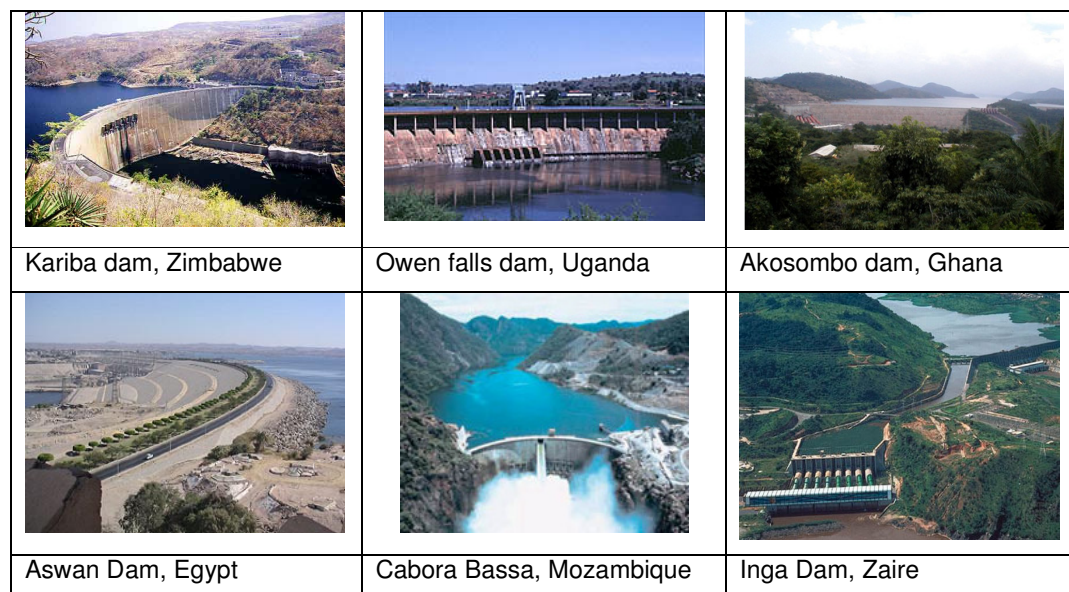 Kariba dam, Zimbabwe
Owen falls dam, Uganda
Akosombo dam, Ghana
Aswan Dam, Egypt
Cabora Bassa, Mozambique
Inga Dam, Zaire